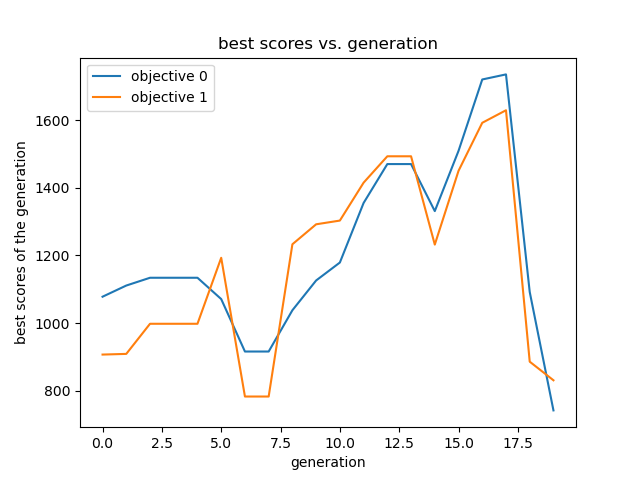 best scores vs. generation
objective 0
objective 1
best scores of the generation
1600
1400
1200
1000
800
0.0 2.5 5.0 7.5 10.0 12.5 15.0 17.5
generation